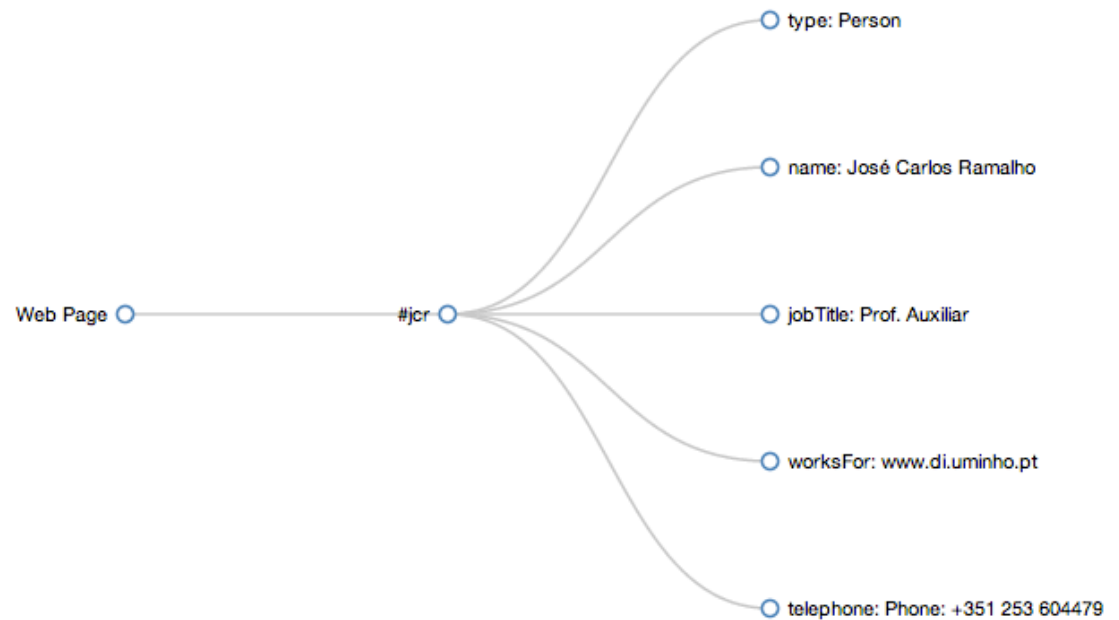 type: Person
name: José Carlos Ramalho
Web Page
#jcr
jobTitle: Prof. Auxiliar
worksFor: www.di.uminho.pt
telephone: Phone: +351 253 604479